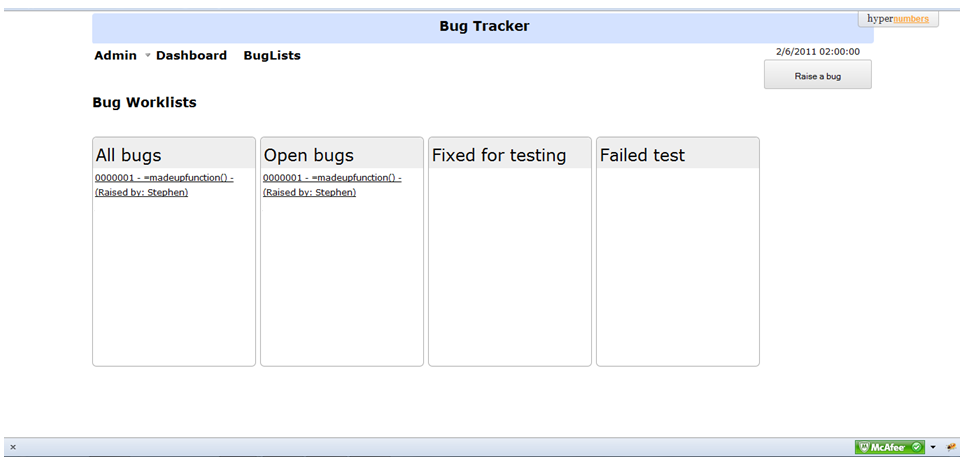 hypernumbers
Bug Tracker
Admin Dashboard BugLists
2/6/2011 02:00:00
Raise a bug
Bug Worklists
All bugs
Open bugs
Fixed for testing
Failed test
0000001 - =madeupfunction() -
(Raised by: Stephen)
0000001 - =madeupfunction() -
(Raised by: Stephen)
× McAfee